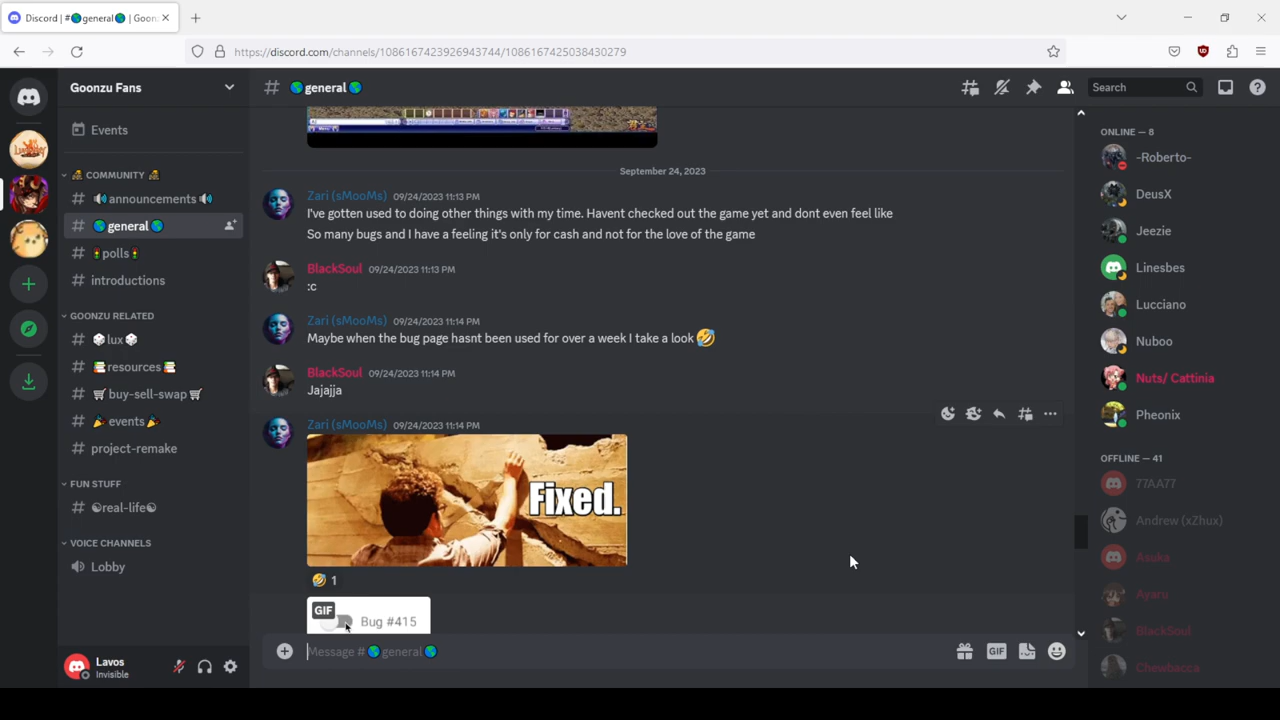 Discord | #🌎general🌎 | Goon
https://discord.com/channels/1086167423926943744/1086167425038430279
Goonzu Fans
Events
COMMUNITY
# 🔊announcements🔊
# 🌎general🌎
# 🚦polls🚦
# introductions
GOONZU RELATED
# 🎲lux🎲
# 📚resources📚
# 🛒buy-sell-swap🛒
# 🎉events🎉
# project-remake
FUN STUFF
# ☯real-life☯
VOICE CHANNELS
Lobby
Lavos
Invisible
# 🌎general🌎
Search
September 24, 2023
Zari (sMooMs) 09/24/2023 11:13 PM
I've gotten used to doing other things with my time. Havent checked out the game yet and dont even feel like
So many bugs and I have a feeling it's only for cash and not for the love of the game
BlackSoul 09/24/2023 11:13 PM
:c
Zari (sMooMs) 09/24/2023 11:14 PM
Maybe when the bug page hasnt been used for over a week I take a look🤣
BlackSoul 09/24/2023 11:14 PM
Jajajja
Zari (sMooMs) 09/24/2023 11:14 PM
Fixed.
🤣 1
GIF
Bug #415
Message #🌎general🌎
GIF
ONLINE — 8
-Roberto-
DeusX
Jeezie
Linesbes
Lucciano
Nuboo
Nuts/ Cattinia
Pheonix
OFFLINE — 41
77AA77
Andrew (xZhux)
Asuka
Ayaru
BlackSoul
Chewbacca